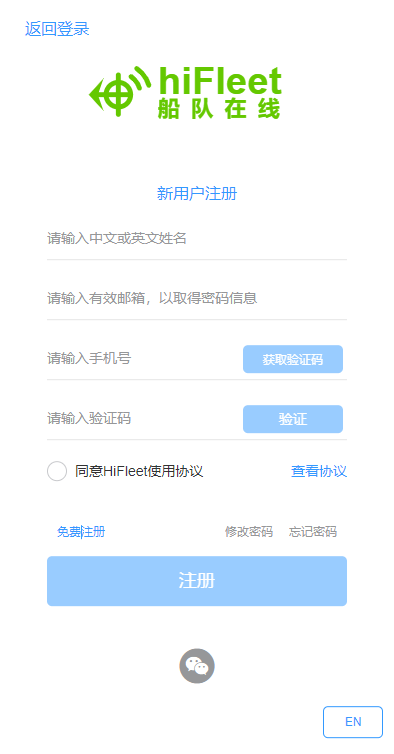 返回登录
hiFleet
船队在线
新用户注册
请输入中文或英文姓名
请输入有效邮箱，以取得密码信息
请输入手机号 获取验证码
请输入验证码 验证
同意HiFleet使用协议 查看协议
免费注册 修改密码 忘记密码
注册
EN